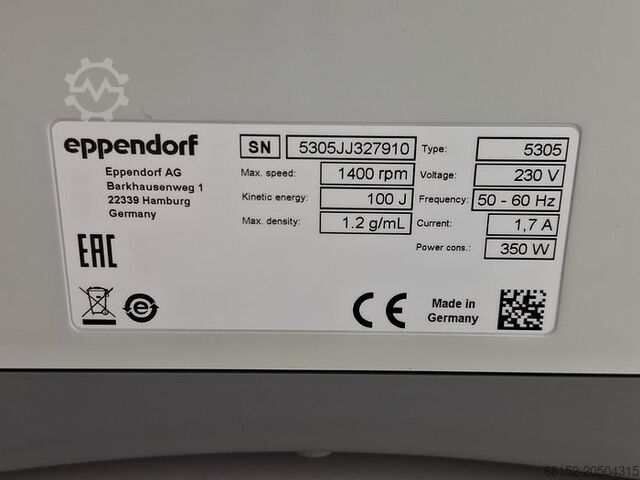 eppendorf
Eppendorf AG
Barkhausenweg 1
22339 Hamburg
Germany
EAC
SN 5305JJ327910 Type: 5305
Max. speed: 1400 rpm Voltage: 230 V
Kinetic energy: 100 J Frequency: 50 - 60 Hz
Max. density: 1.2 g/mL Current: 1,7 A
Power cons.: 350 W
e
CE
Made in
Germany
68152-20504315